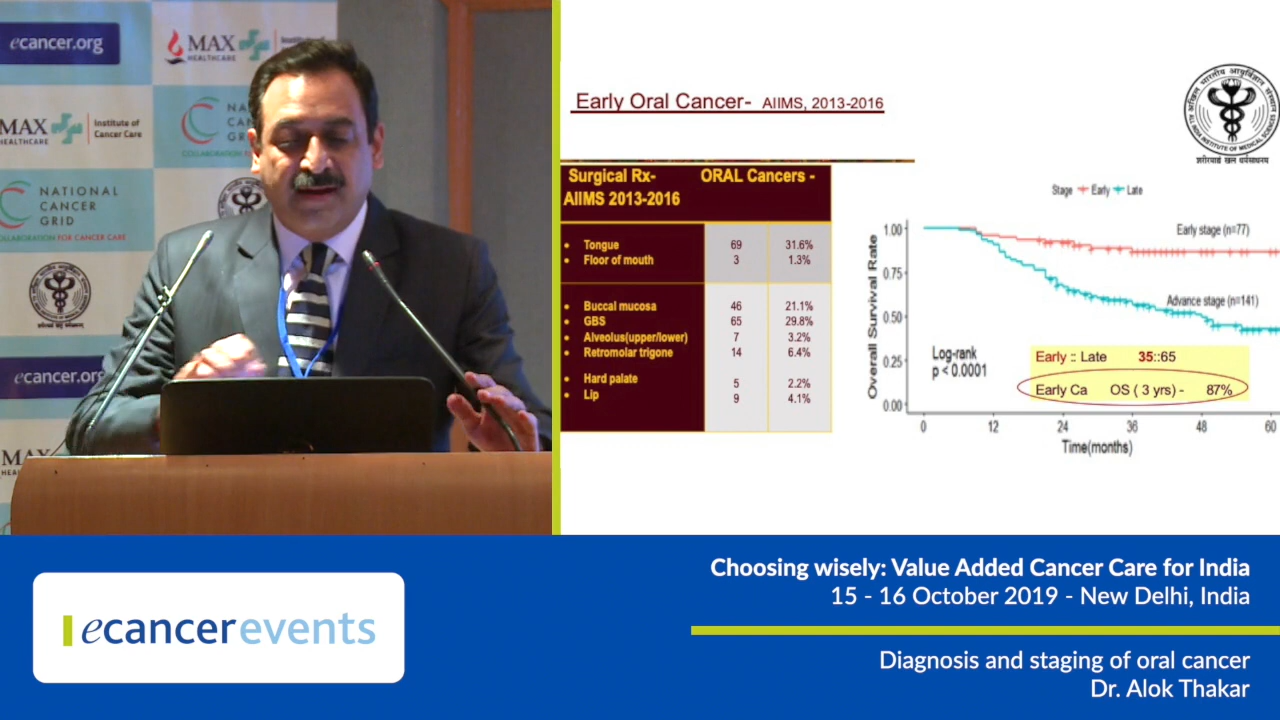 ecancer.org
MAX
HEALTHCARE
MAX
HEALTHCARE
Institute of
Cancer Care
NATIONAL
CANCER
GRID
COLLABORATION FOR CANCER CARE
ecancer.org
MAX
Early Oral Cancer- AIIMS, 2013-2016
शरीरमाद्यं खलु धर्मसाधनम्
Surgical Rx- ORAL Cancers -
AIIMS 2013-2016
• Tongue 69 31.6%
• Floor of mouth 3 1.3%
• Buccal mucosa 46 21.1%
• GBS 65 29.8%
• Alveolus(upper/lower) 7 3.2%
• Retromolar trigone 14 6.4%
• Hard palate 5 2.2%
• Lip 9 4.1%
Stage Early Late
Overall Survival Rate
1.00
0.75
0.50
0.25
0.00
Early stage (n=77)
Advance stage (n=141)
Log-rank
p < 0.0001
Early :: Late 35::65
Early Ca OS ( 3 yrs) - 87%
0 12 24 36 48 60
Time(months)
ecancerevents
Choosing wisely: Value Added Cancer Care for India
15 - 16 October 2019 - New Delhi, India
Diagnosis and staging of oral cancer
Dr. Alok Thakar